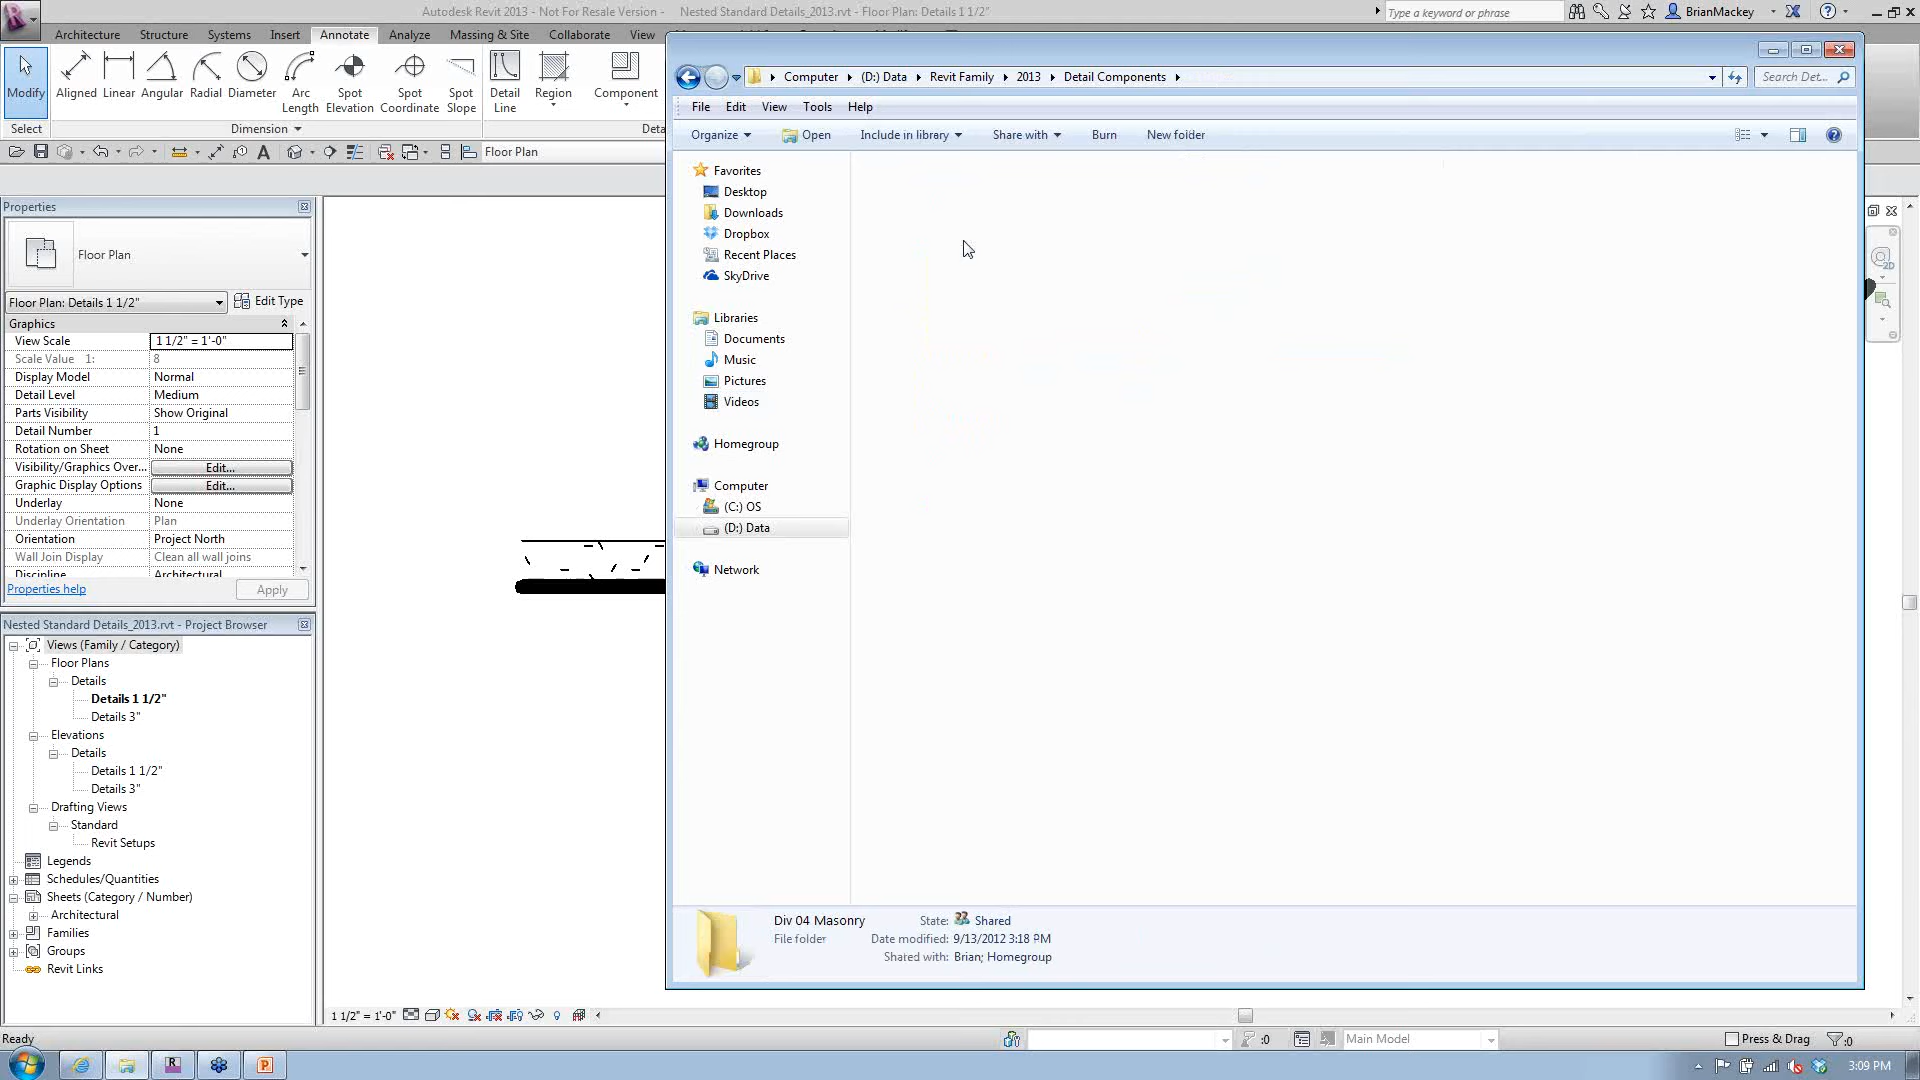 Autodesk Revit 2013 - Not For Resale Version - Nested Standard Details_2013.rvt - Floor Plan: Details 1 1/2"
Type a keyword or phrase
BrianMackey
Architecture Structure Systems Insert Annotate Analyze Massing & Site Collaborate View
Modify Aligned Linear Angular Radial Diameter Arc Length Spot Elevation Spot Coordinate Spot Slope Detail Line Region Component
Select Dimension Deta
Floor Plan
Computer (D:) Data Revit Family 2013 Detail Components
Search Det...
File Edit View Tools Help
Organize Open Include in library Share with Burn New folder
Favorites
Desktop
Downloads
Dropbox
Recent Places
SkyDrive
Libraries
Documents
Music
Pictures
Videos
Homegroup
Computer
(C:) OS
(D:) Data
Network
Div 04 Masonry State: Shared
File folder Date modified: 9/13/2012 3:18 PM
Shared with: Brian; Homegroup
Properties
Floor Plan
Floor Plan: Details 1 1/2" Edit Type
Graphics
View Scale 1 1/2" = 1'-0"
Scale Value 1: 8
Display Model Normal
Detail Level Medium
Parts Visibility Show Original
Detail Number 1
Rotation on Sheet None
Visibility/Graphics Over... Edit...
Graphic Display Options Edit...
Underlay None
Underlay Orientation Plan
Orientation Project North
Wall Join Display Clean all wall joins
Discipline Architectural
Properties help Apply
Nested Standard Details_2013.rvt - Project Browser
Views (Family / Category)
Floor Plans
Details
Details 1 1/2"
Details 3"
Elevations
Details
Details 1 1/2"
Details 3"
Drafting Views
Standard
Revit Setups
Legends
Schedules/Quantities
Sheets (Category / Number)
Architectural
Families
Groups
Revit Links
2D
1 1/2" = 1'-0"
Ready
:0
Main Model
Press & Drag
:0
3:09 PM